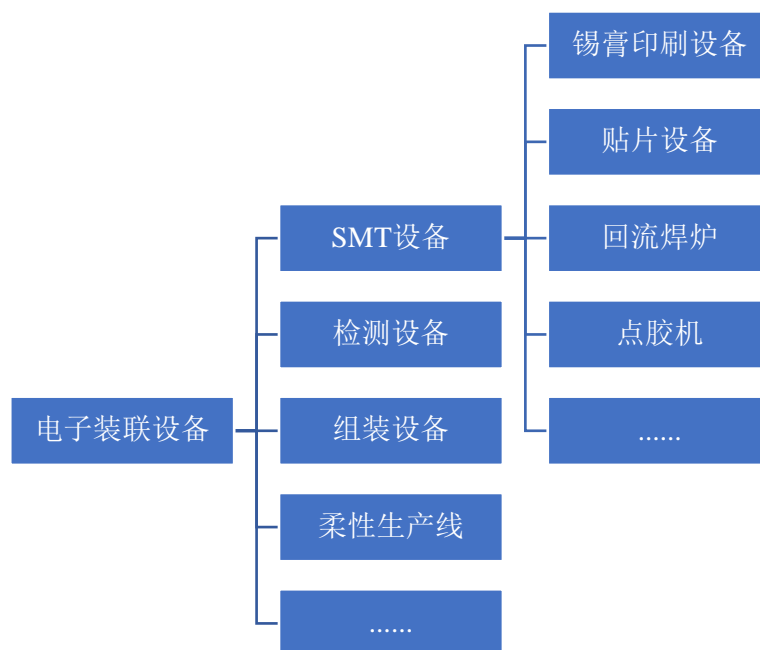 锡膏印刷设备
贴片设备
SMT设备
回流焊炉
检测设备
点胶机
电子装联设备
组装设备
......
柔性生产线
......